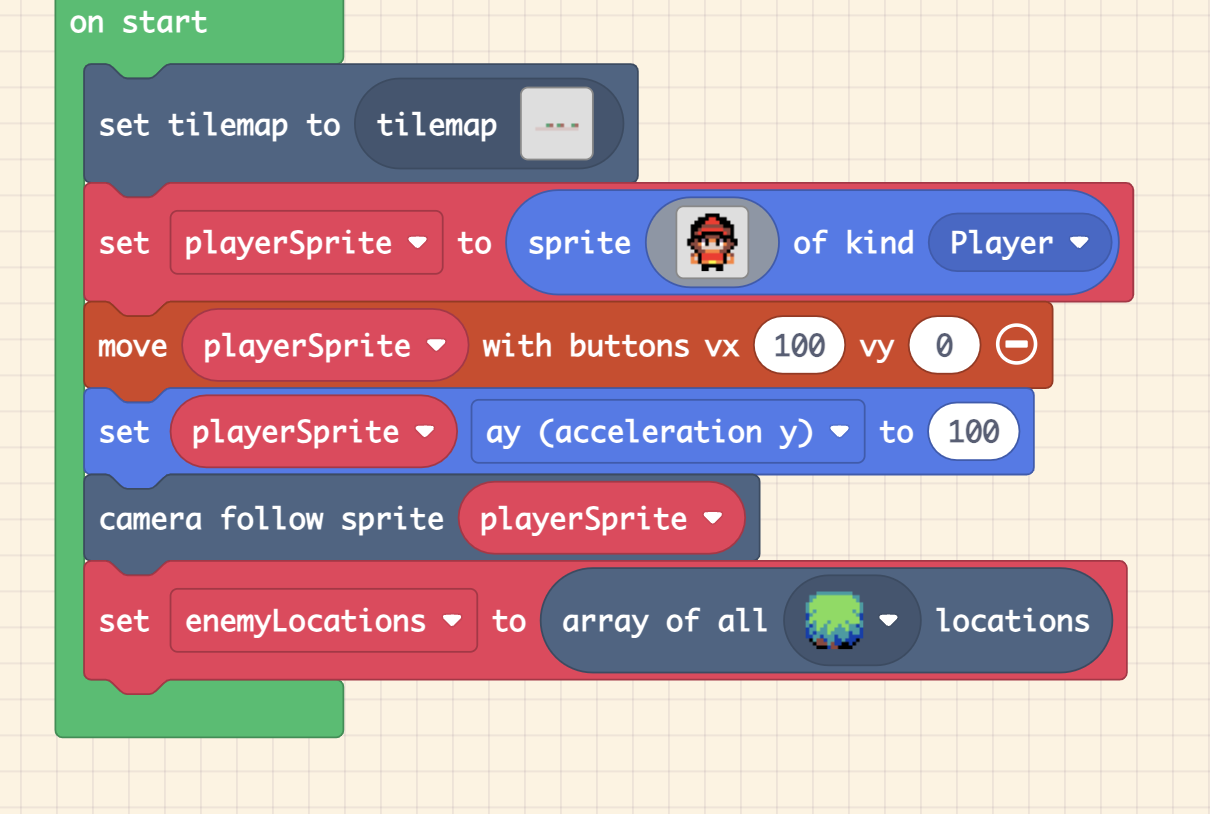 on start
set tilemap to tilemap
set playerSprite to sprite of kind Player
move playerSprite with buttons vx 100 vy 0
set playerSprite ay (acceleration y) to 100
camera follow sprite playerSprite
set enemyLocations to array of all locations